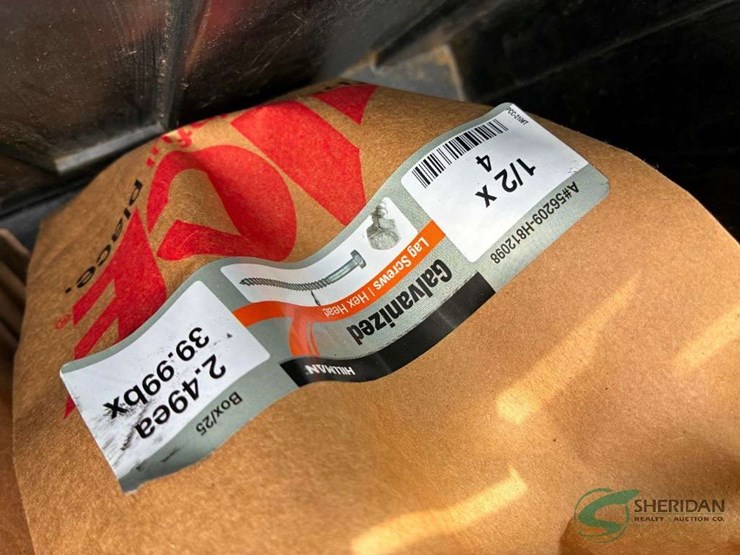 HILLMAN
Galvanized
Lag Screws | Hex Head
1/2 x
4
A#56209-H812098
Box/25
2.49ea
39.99bx
place.
SHERIDAN
REALTY AUCTION CO.